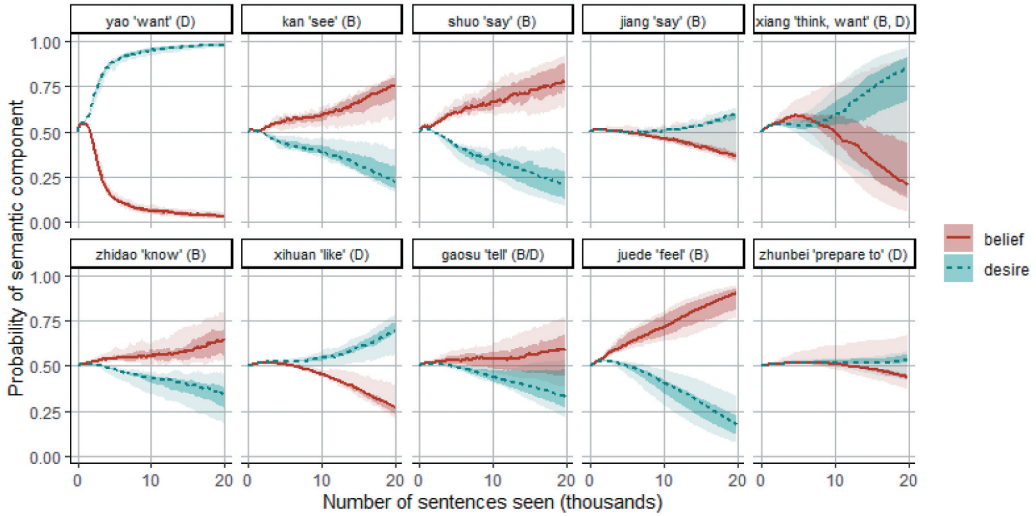 yao 'want' (D)
kan 'see' (B)
shuo 'say' (B)
jiang 'say' (B)
xiang 'think, want' (B, D)
1.00
0.75
0.50
0.25
0.00
zhidao 'know' (B)
xihuan 'like' (D)
gaosu 'tell' (B/D)
juede 'feel' (B)
zhunbei 'prepare to' (D)
1.00
0.75
0.50
0.25
0.00
0 10 20 0 10 20 0 10 20 0 10 20 0 10 20
Number of sentences seen (thousands)
Probability of semantic component
belief
desire